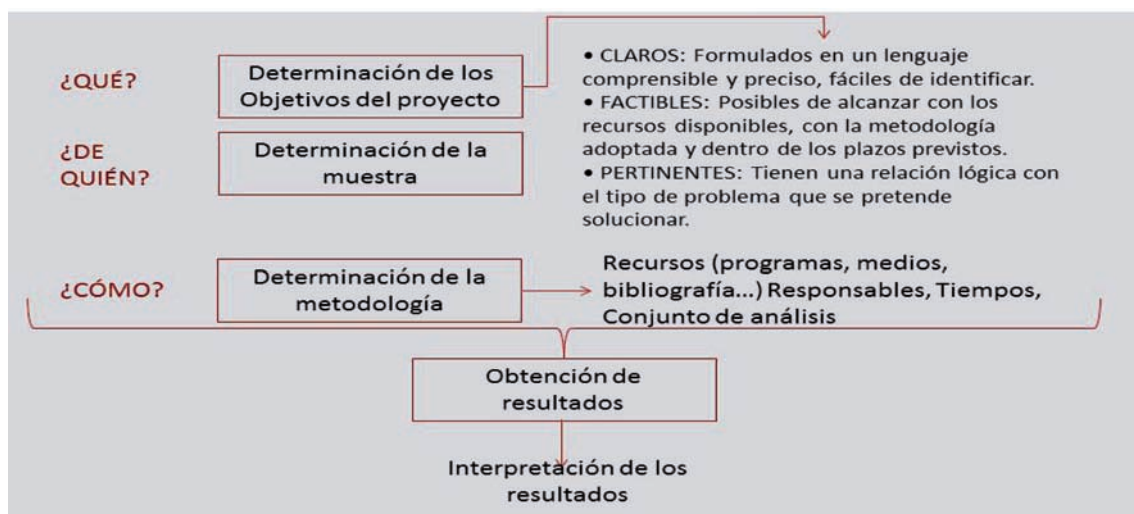 ¿QUÉ?
Determinación de los
Objetivos del proyecto
• CLAROS: Formulados en un lenguaje
comprensible y preciso, fáciles de identificar.
• FACTIBLES: Posibles de alcanzar con los
recursos disponibles, con la metodología
adoptada y dentro de los plazos previstos.
• PERTINENTES: Tienen una relación lógica con
el tipo de problema que se pretende
solucionar.
¿DE
QUIÉN?
Determinación de la
muestra
¿CÓMO?
Determinación de la
metodología
Recursos (programas, medios,
bibliografía...) Responsables, Tiempos,
Conjunto de análisis
Obtención de
resultados
Interpretación de los
resultados